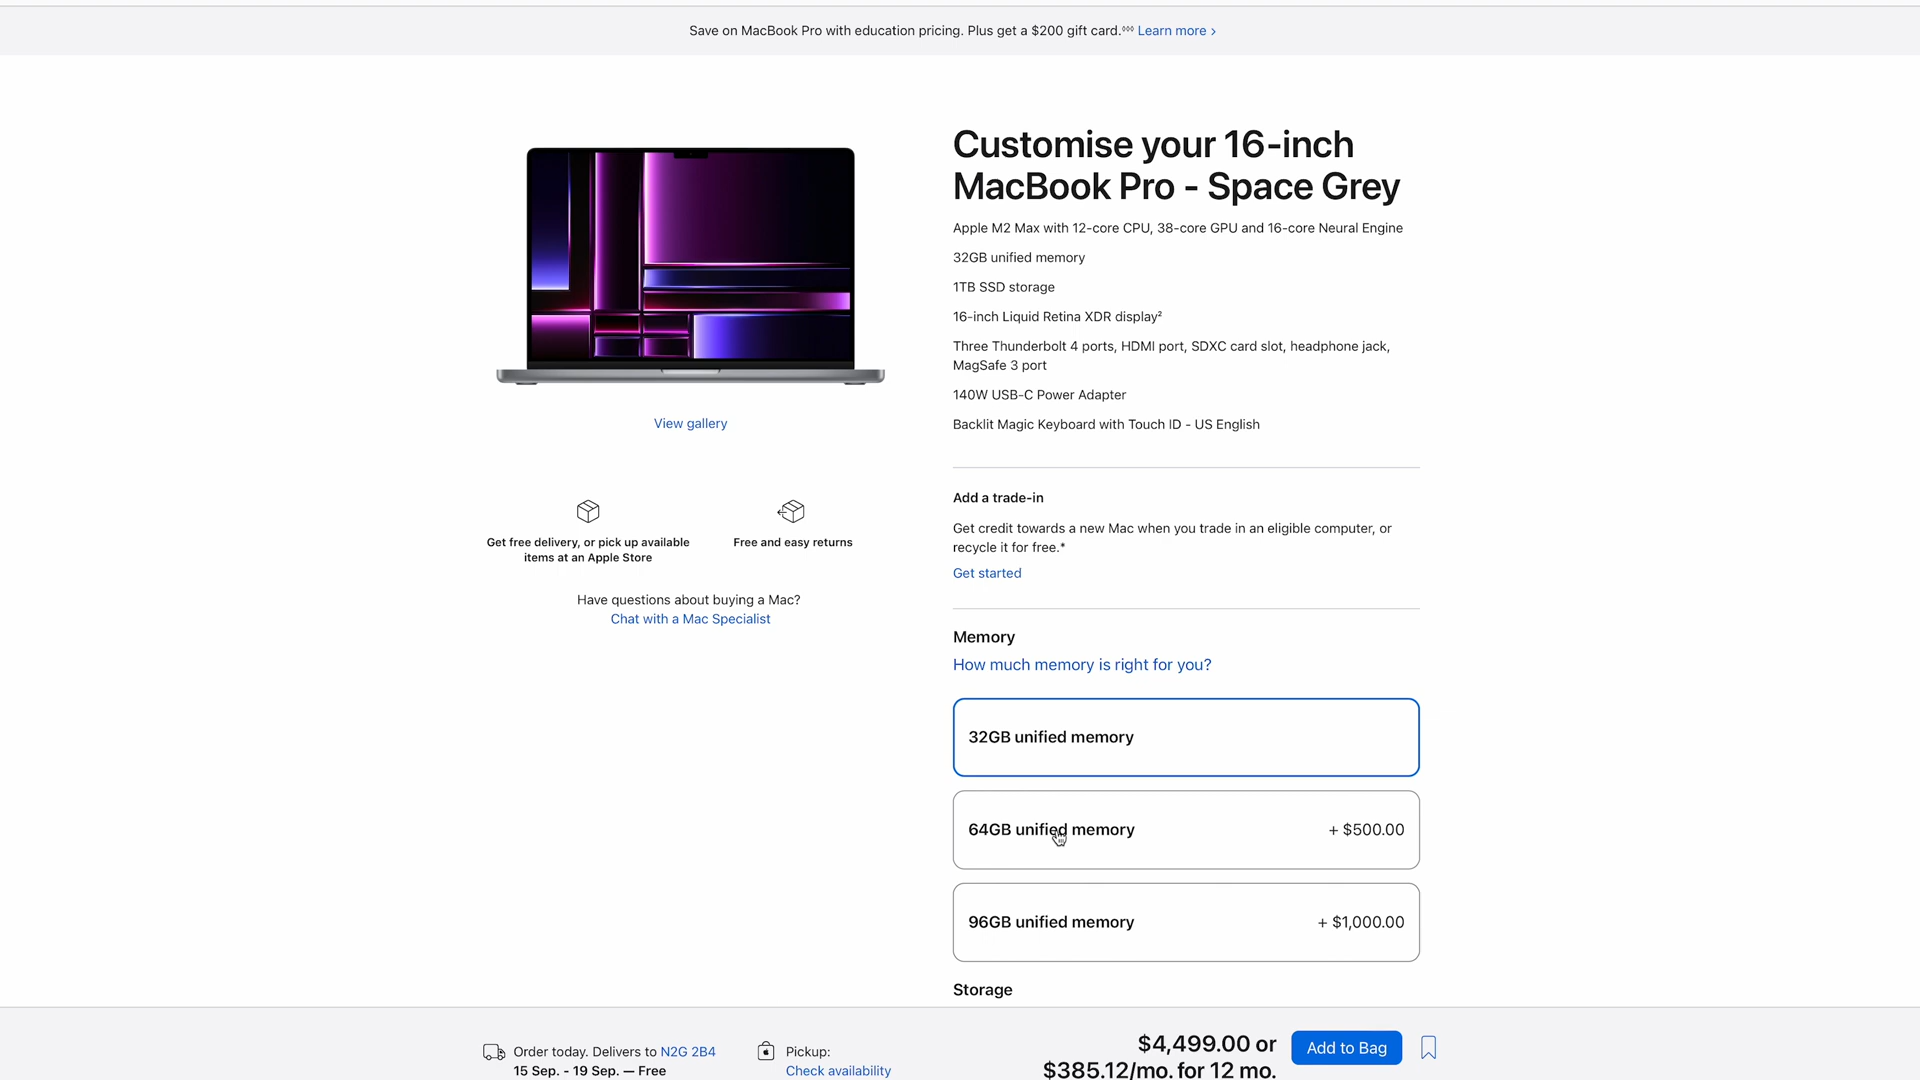 Save on MacBook Pro with education pricing. Plus get a $200 gift card.◊◊◊ Learn more >
Customise your 16-inch
MacBook Pro - Space Grey
Apple M2 Max with 12-core CPU, 38-core GPU and 16-core Neural Engine
32GB unified memory
1TB SSD storage
16-inch Liquid Retina XDR display²
Three Thunderbolt 4 ports, HDMI port, SDXC card slot, headphone jack,
MagSafe 3 port
140W USB-C Power Adapter
Backlit Magic Keyboard with Touch ID - US English
View gallery
Get free delivery, or pick up available
items at an Apple Store
Free and easy returns
Have questions about buying a Mac?
Chat with a Mac Specialist
Add a trade-in
Get credit towards a new Mac when you trade in an eligible computer, or
recycle it for free.*
Get started
Memory
How much memory is right for you?
32GB unified memory
64GB unified memory + $500.00
96GB unified memory + $1,000.00
Storage
Order today. Delivers to N2G 2B4
15 Sep. - 19 Sep. — Free
Pickup:
Check availability
$4,499.00 or
$385.12/mo. for 12 mo.
Add to Bag